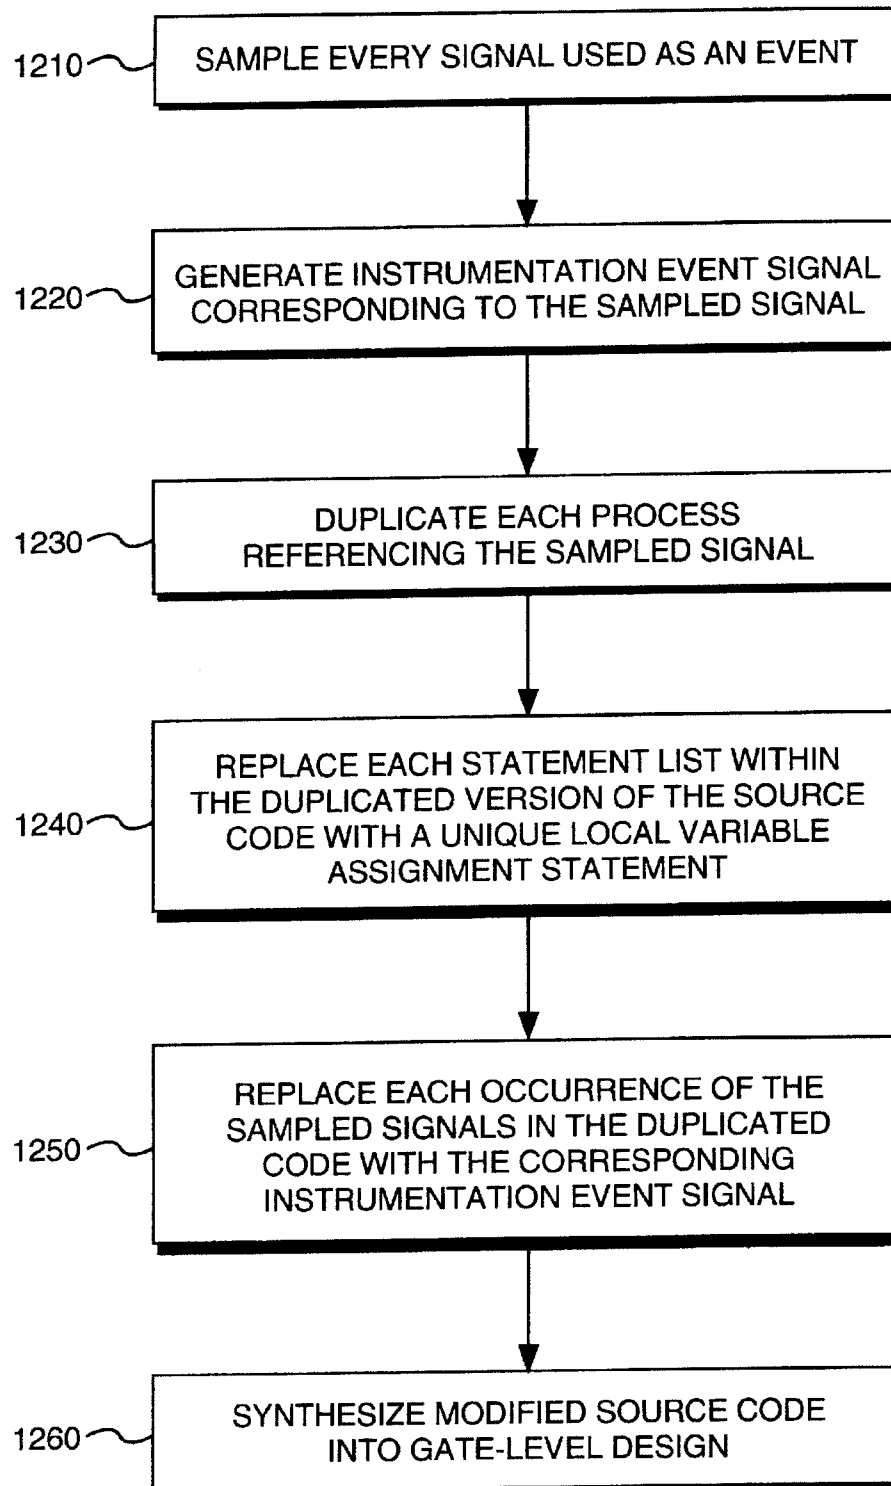 1210
SAMPLE EVERY SIGNAL USED AS AN EVENT
1220
GENERATE INSTRUMENTATION EVENT SIGNAL
CORRESPONDING TO THE SAMPLED SIGNAL
1230
DUPLICATE EACH PROCESS
REFERENCING THE SAMPLED SIGNAL
1240
REPLACE EACH STATEMENT LIST WITHIN
THE DUPLICATED VERSION OF THE SOURCE
CODE WITH A UNIQUE LOCAL VARIABLE
ASSIGNMENT STATEMENT
1250
REPLACE EACH OCCURRENCE OF THE
SAMPLED SIGNALS IN THE DUPLICATED
CODE WITH THE CORRESPONDING
INSTRUMENTATION EVENT SIGNAL
1260
SYNTHESIZE MODIFIED SOURCE CODE
INTO GATE-LEVEL DESIGN